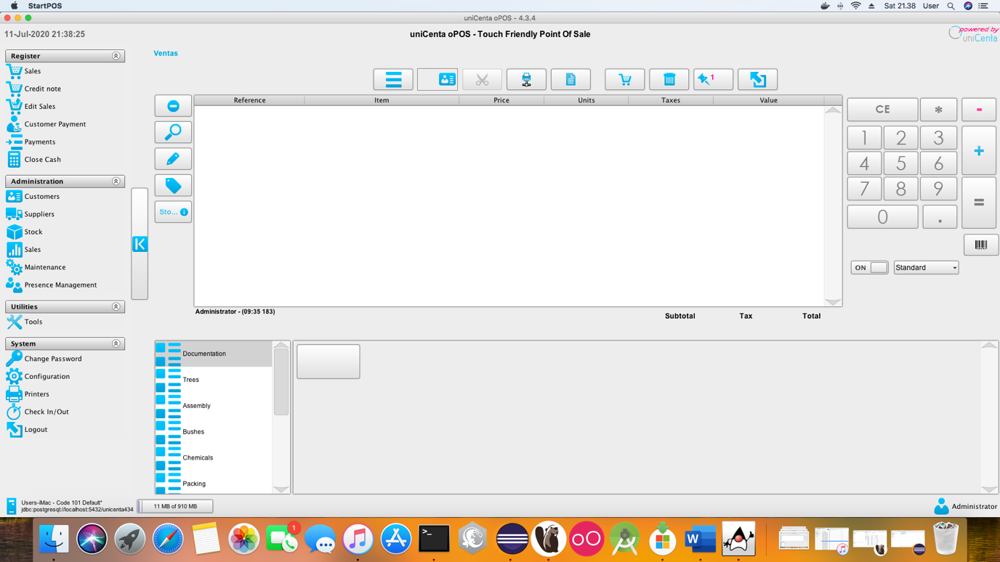 StartPOS
Sat 21.38 User
uniCenta oPOS - 4.3.4
11-Jul-2020 21:38:25
uniCenta oPOS - Touch Friendly Point Of Sale
powered by
uniCenta
Register
Sales
Credit note
Edit Sales
Customer Payment
Payments
Close Cash
Administration
Customers
Suppliers
Stock
Sales
Maintenance
Presence Management
Utilities
Tools
System
Change Password
Configuration
Printers
Check In/Out
Logout
Ventas
1
Reference Item Price Units Taxes Value
Sto...
CE * -
1 2 3 +
4 5 6
7 8 9 =
0 .
ON Standard
Administrator - (09:35 183)
Subtotal Tax Total
Documentation
Trees
Assembly
Bushes
Chemicals
Packing
Users-iMac - Code 101 Default*
jdbc:postgresql://localhost:5432/unicenta434
11 MB of 910 MB
Administrator
1
>_
W